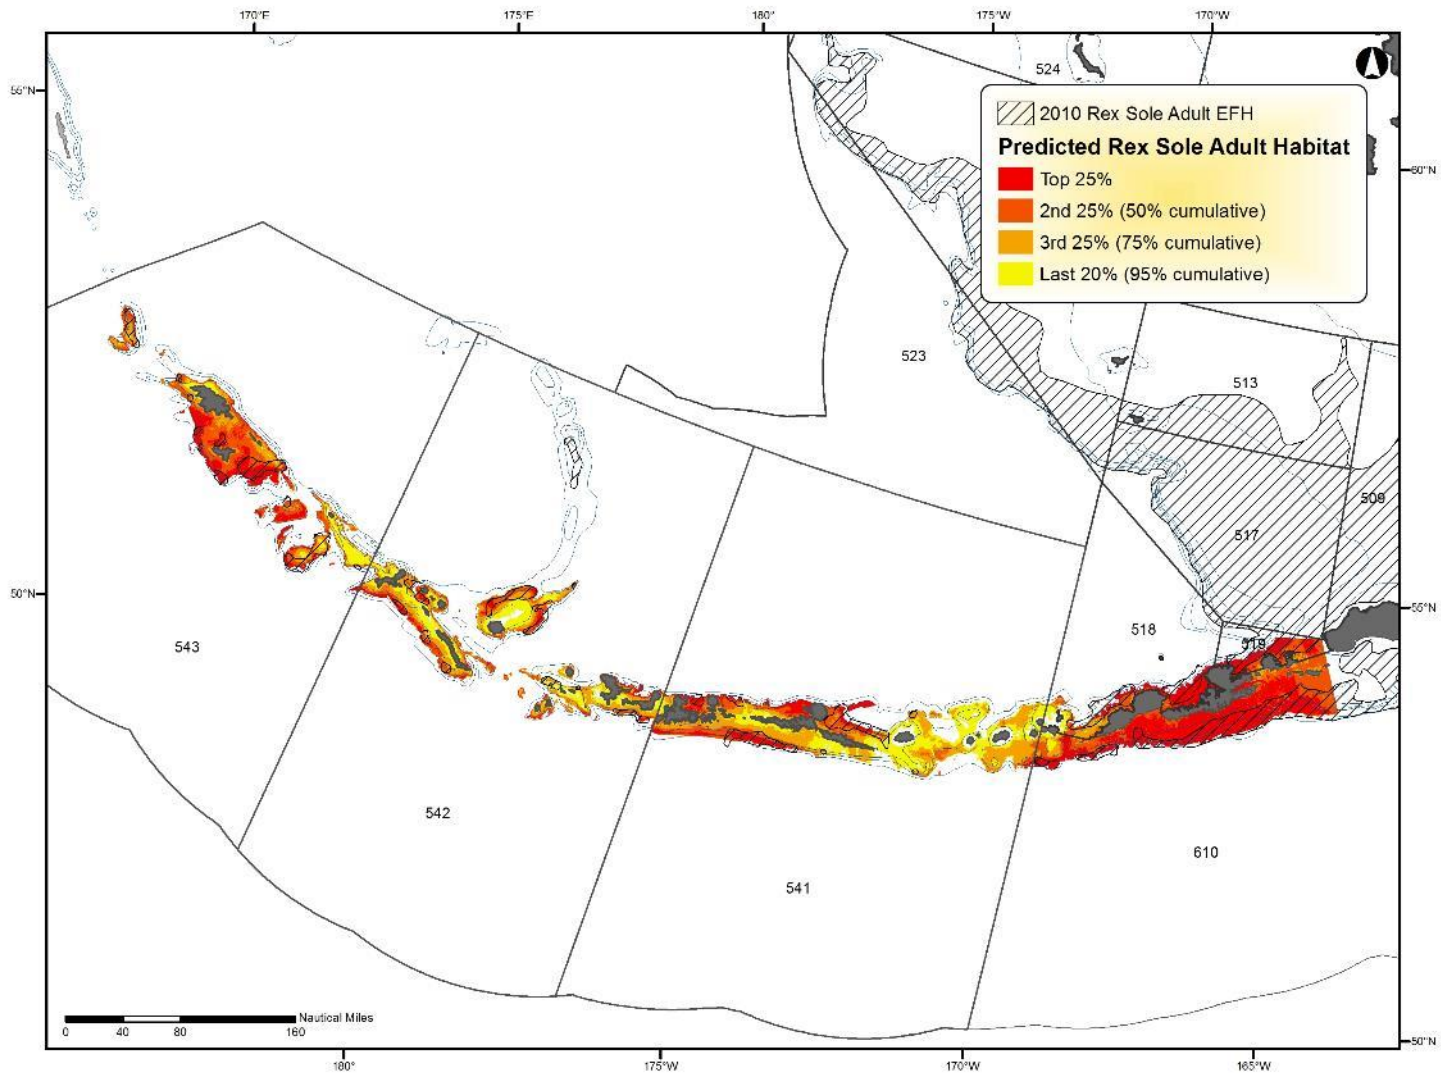 170°E 175°E 180° 175°W 170°W
55°N
524
2010 Rex Sole Adult EFH
Predicted Rex Sole Adult Habitat
Top 25%
2nd 25% (50% cumulative)
3rd 25% (75% cumulative)
Last 20% (95% cumulative)
60°N
523
513
509
517
50°N
55°N
518
519
543
542
610
541
Nautical Miles
0 40 80 160
50°N
180° 175°W 170°W 165°W